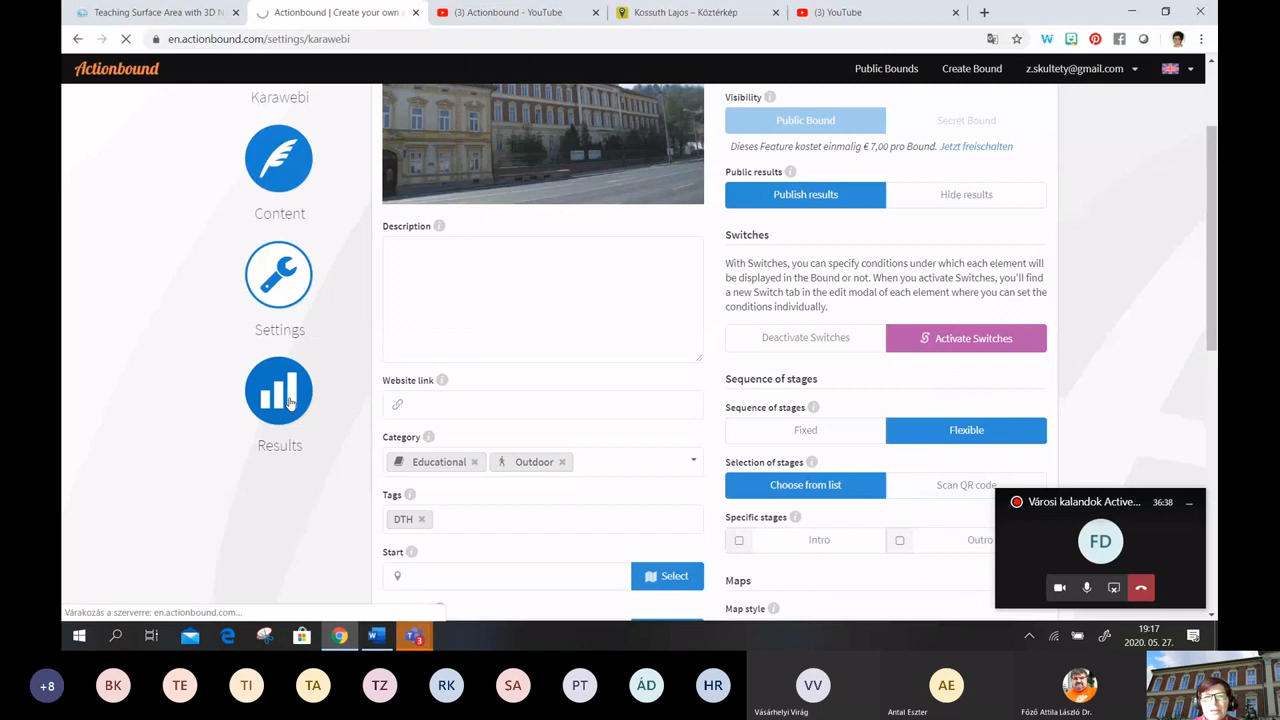 Teaching Surface Area with 3D N
Actionbound | Create your own
(3) Actionbound - YouTube
Kossuth Lajos – Köztérkép
(3) YouTube
en.actionbound.com/settings/karawebi
Actionbound
Public Bounds
Create Bound
z.skultety@gmail.com
Karawebi
Content
Settings
Results
Description
Website link
Category
Educational
Outdoor
Tags
DTH
Start
Select
Visibility
Public Bound
Secret Bound
Dieses Feature kostet einmalig € 7,00 pro Bound. Jetzt freischalten
Public results
Publish results
Hide results
Switches
With Switches, you can specify conditions under which each element will
be displayed in the Bound or not. When you activate Switches, you'll find
a new Switch tab in the edit modal of each element where you can set the
conditions individually.
Deactivate Switches
Activate Switches
Sequence of stages
Sequence of stages
Fixed
Flexible
Selection of stages
Choose from list
Scan QR code
Specific stages
Intro
Outro
Maps
Map style
Városi kalandok Active...
36:38
FD
Várakozás a szerverre: en.actionbound.com...
3
19:17
2020. 05. 27.
+8
BK
TE
TI
TA
TZ
RK
SA
PT
ÁD
HR
VV
Vásárhelyi Virág
AE
Antal Eszter
Főző Attila László Dr.